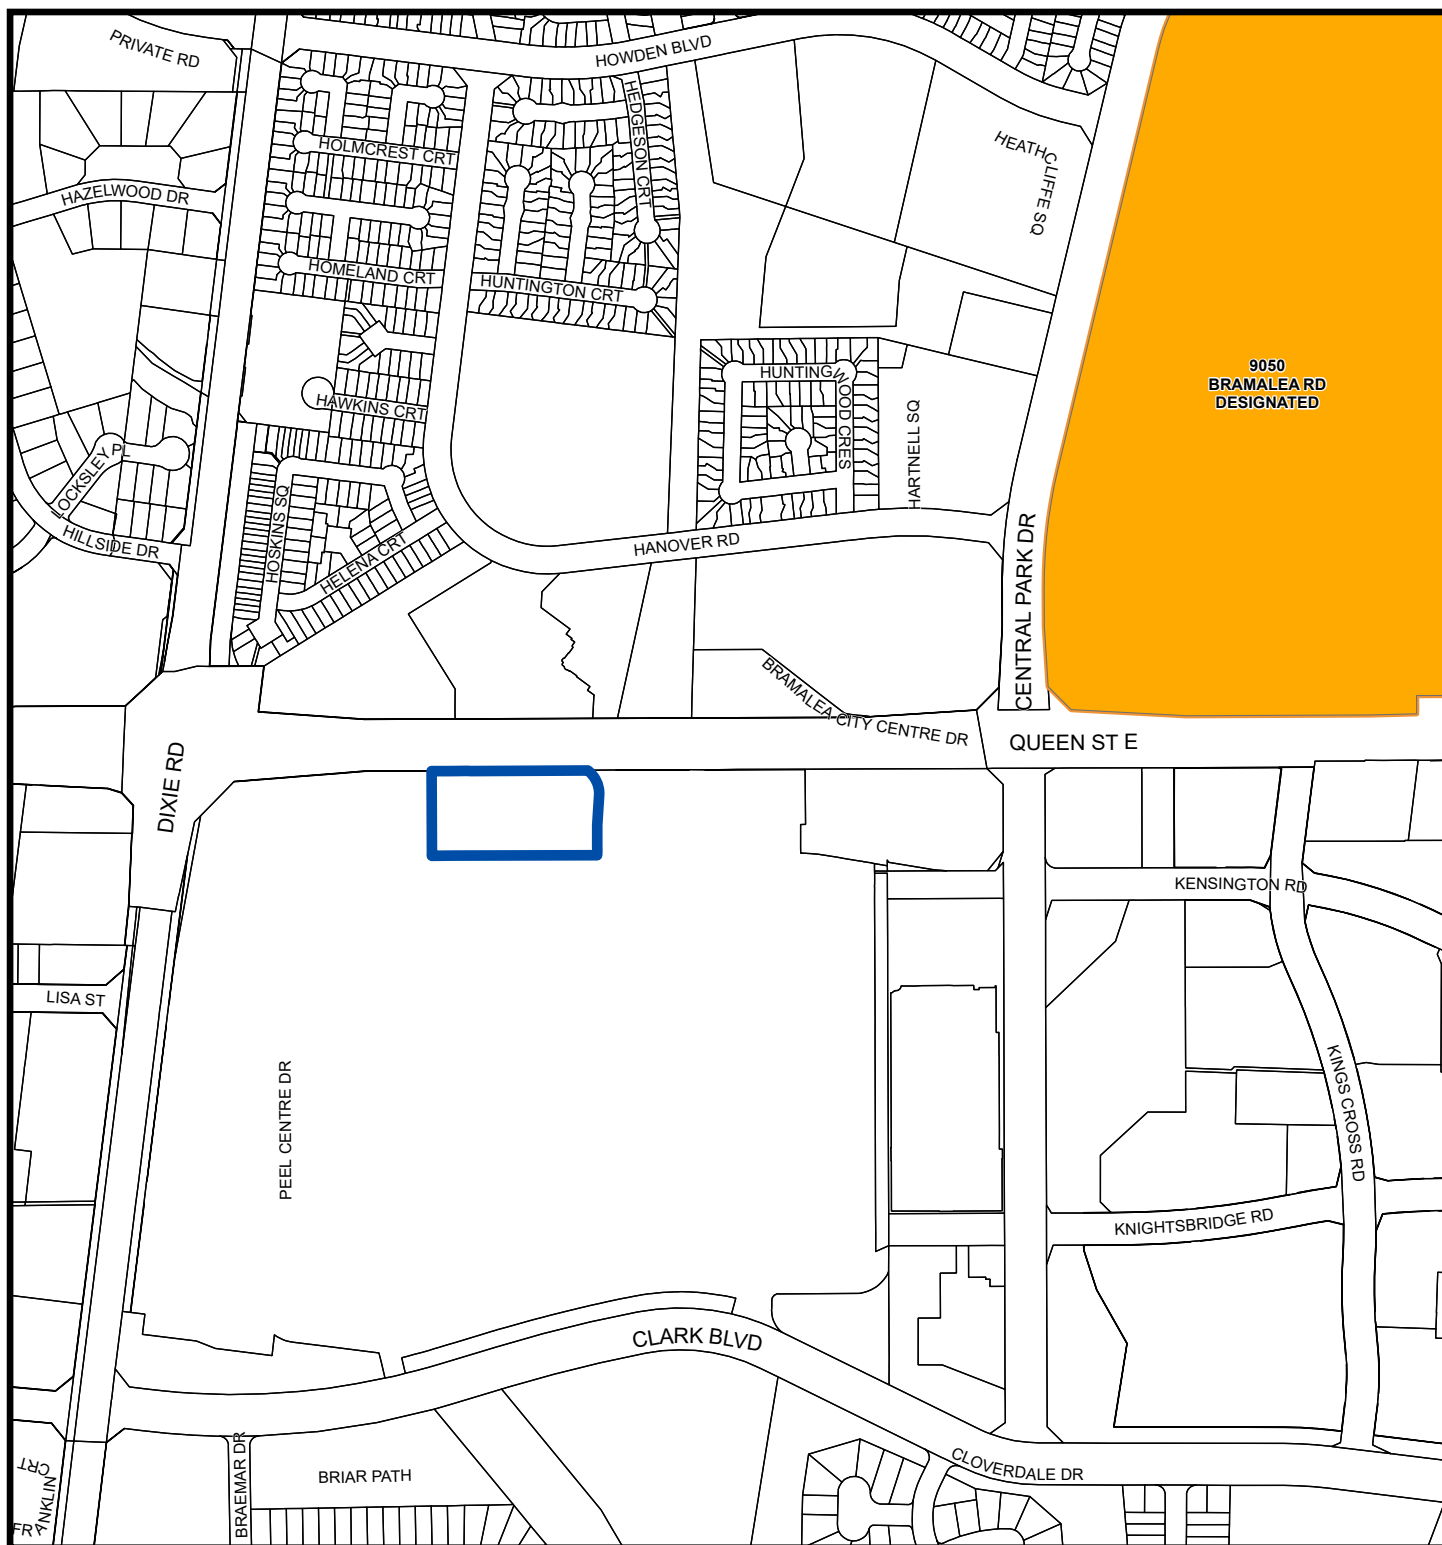 PRIVATE RD
HOWDEN BLVD
HEDGESON CRT
HEATHCLIFFE SQ
HOLMCREST CRT
HAZELWOOD DR
HOMELAND CRT
HUNTINGTON CRT
9050
BRAMALEA RD
DESIGNATED
HUNTINGWOOD CRES
HAWKINS CRT
HARTNELL SQ
LOCKSLEY PL
HOSKINS SQ
HILLSIDE DR
HELENA CRT
HANOVER RD
CENTRAL PARK DR
BRAMALEA CITY CENTRE DR
QUEEN ST E
DIXIE RD
KENSINGTON RD
LISA ST
PEEL CENTRE DR
KINGS CROSS RD
KNIGHTSBRIDGE RD
CLARK BLVD
CLOVERDALE DR
BRIAR PATH
BRAEMAR DR
FRANKLIN CRT